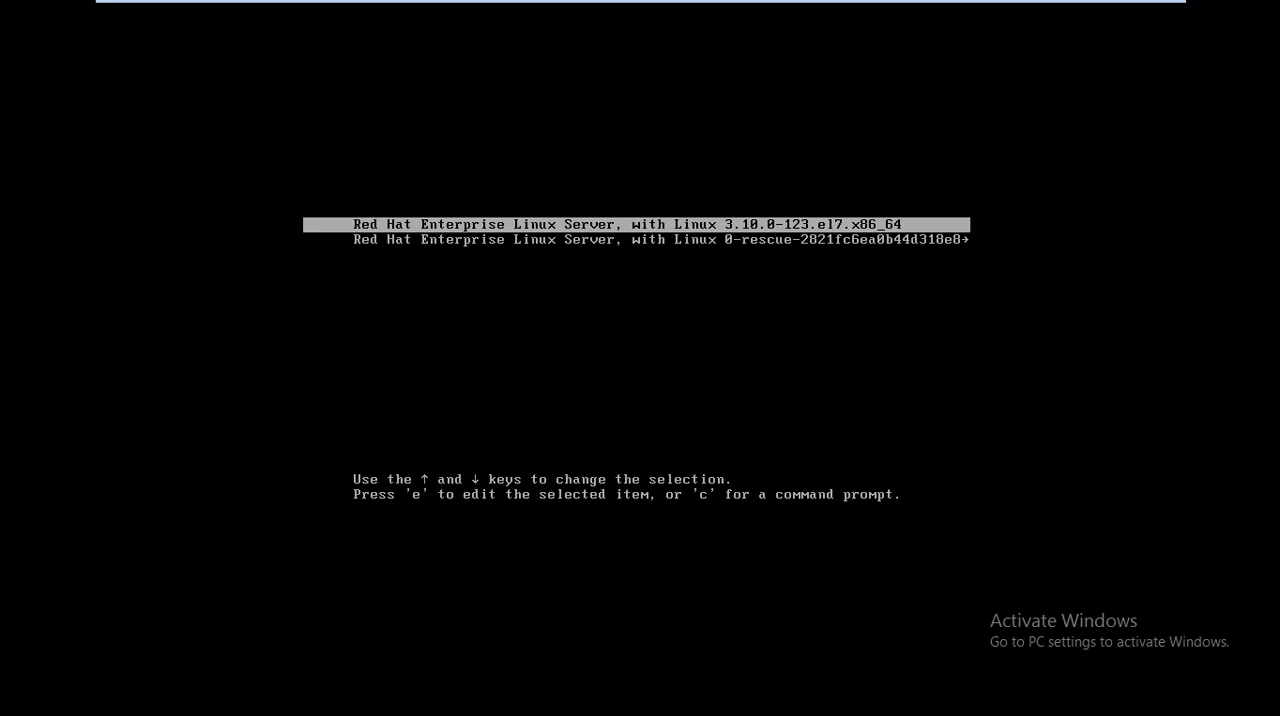 Red Hat Enterprise Linux Server, with Linux 3.10.0-123.el7.x86_64
Red Hat Enterprise Linux Server, with Linux 0-rescue-2821fc6ea0b44d318e8→
Use the ↑ and ↓ keys to change the selection.
Press 'e' to edit the selected item, or 'c' for a command prompt.
Activate Windows
Go to PC settings to activate Windows.